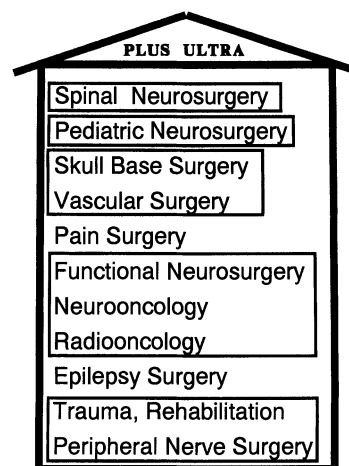 PLUS ULTRA
Spinal Neurosurgery
Pediatric Neurosurgery
Skull Base Surgery
Vascular Surgery
Pain Surgery
Functional Neurosurgery
Neurooncology
Radiooncology
Epilepsy Surgery
Trauma, Rehabilitation
Peripheral Nerve Surgery